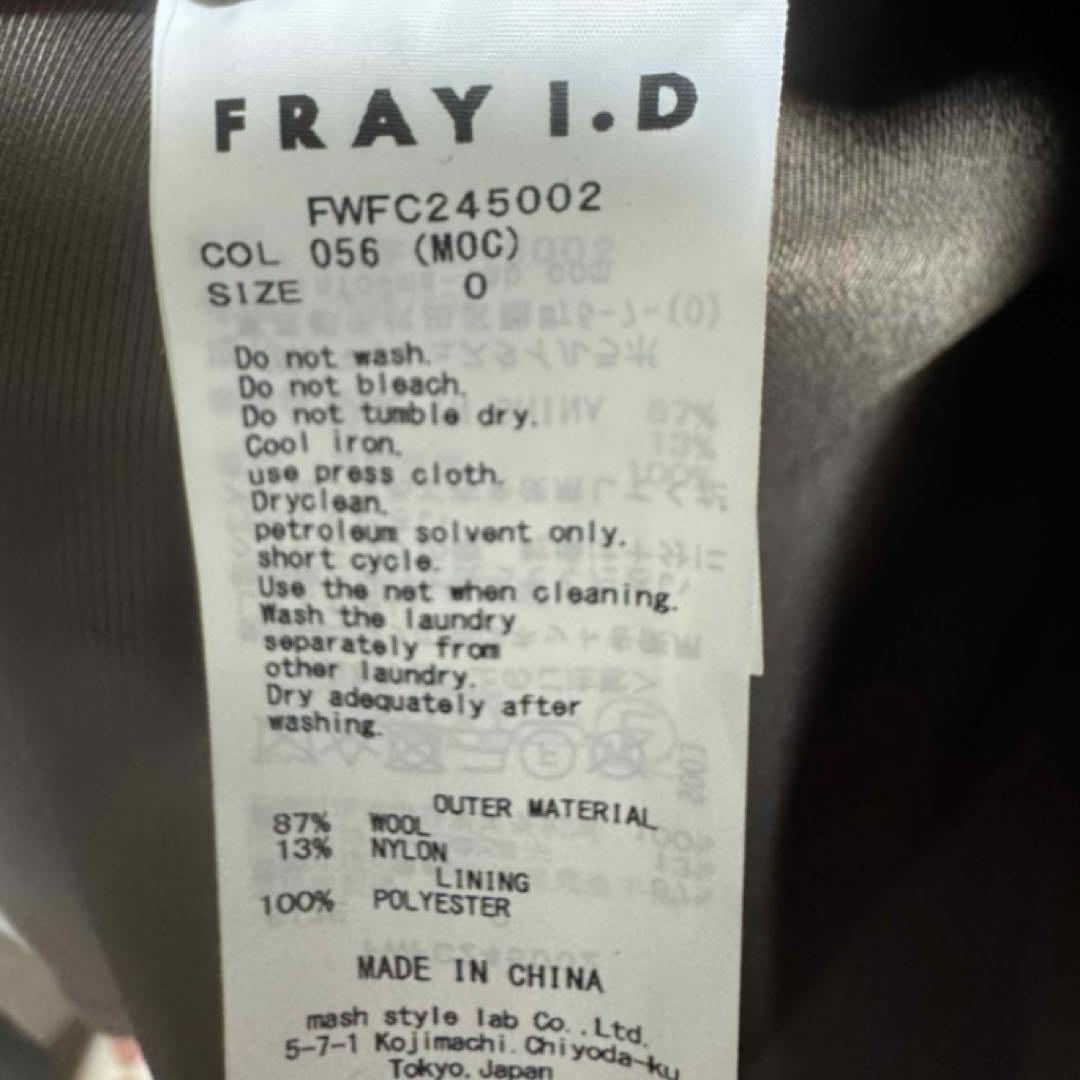 FRAY I.D
FWFC245002
COL 056 (MOC)
SIZE 0
Do not wash.
Do not bleach.
Do not tumble dry.
Cool iron.
use press cloth.
Dryclean.
petroleum solvent only.
short cycle.
Use the net when cleaning.
Wash the laundry
separately from
other laundry.
Dry adequately after
washing.
OUTER MATERIAL
87% WOOL
13% NYLON
LINING
100% POLYESTER
MADE IN CHINA
mash style lab Co..Ltd.
5-7-1 Kojimachi.Chiyoda-ku
Tokyo.Japan